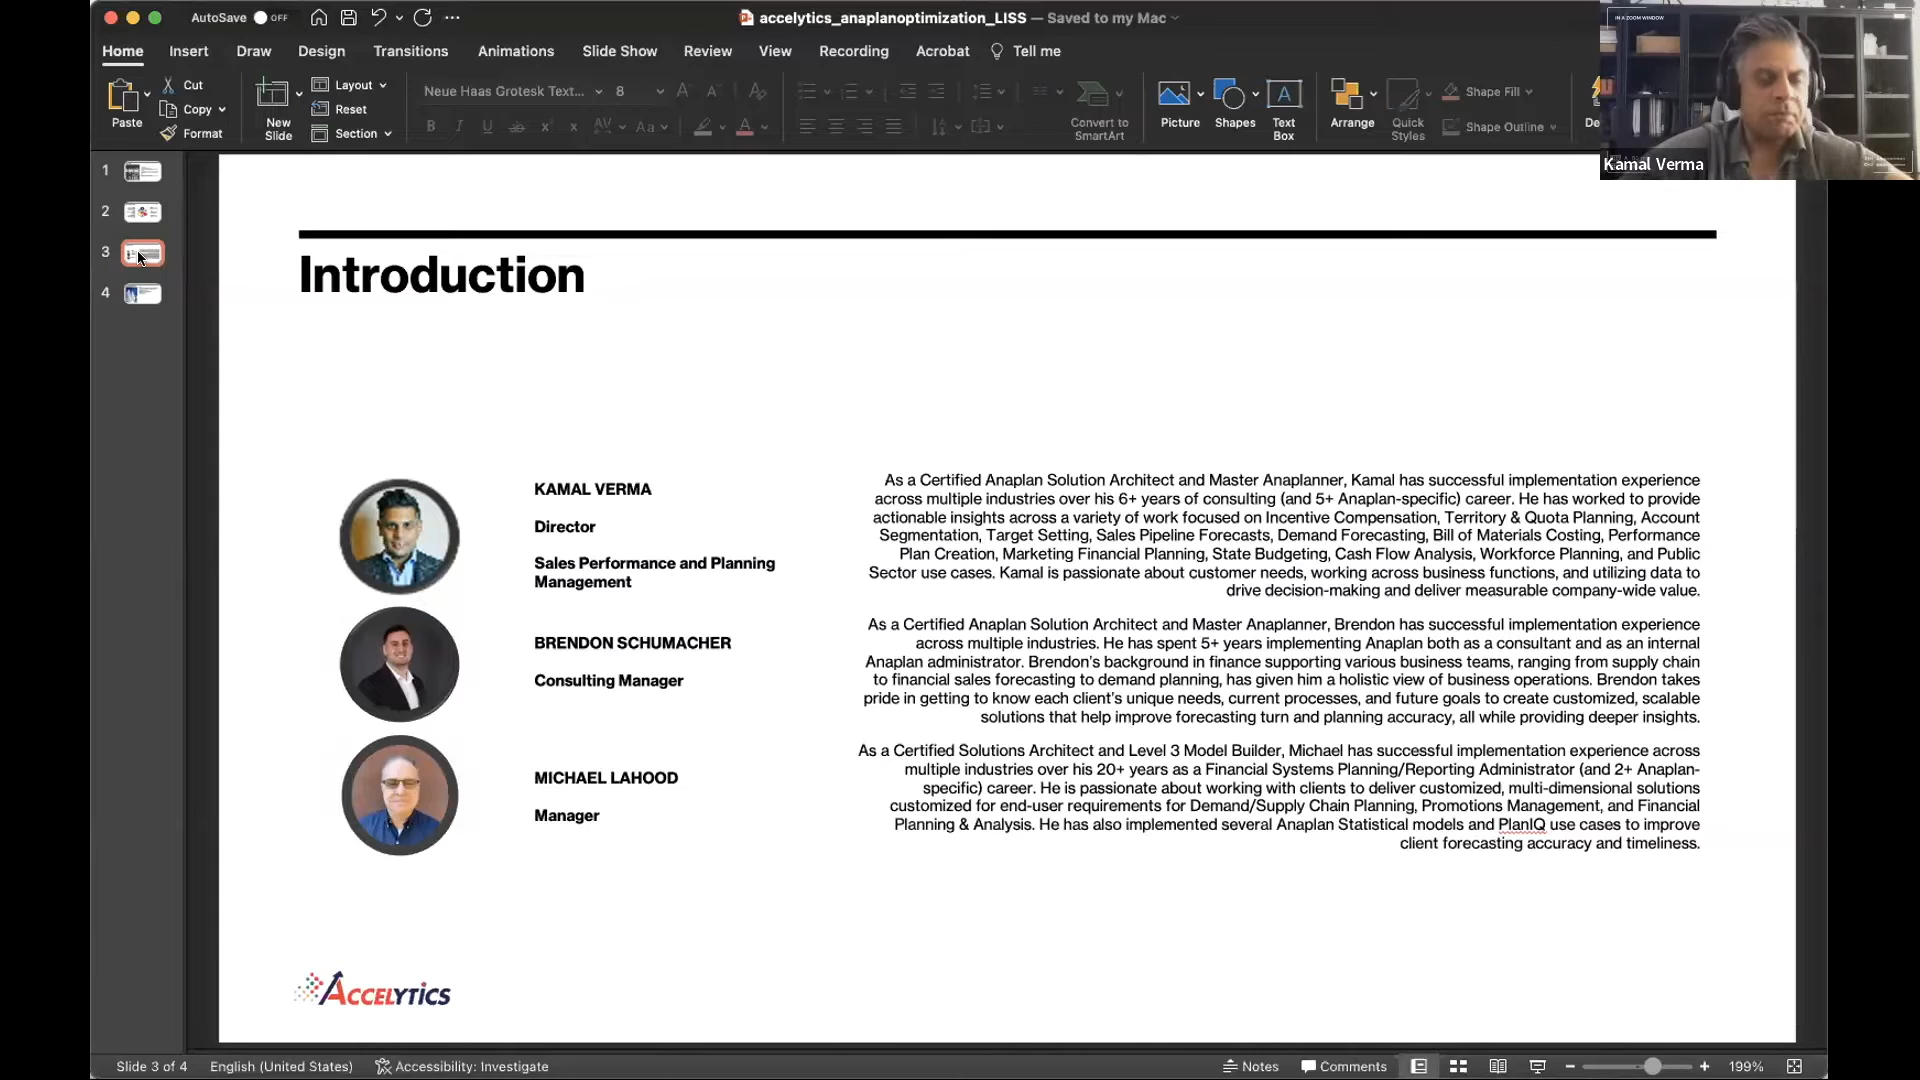 AutoSave OFF
accelytics_anaplanoptimization_LISS — Saved to my Mac
Home Insert Draw Design Transitions Animations Slide Show Review View Recording Acrobat Tell me
Paste
Cut
Copy
Format
New
Slide
Layout
Reset
Section
Neue Haas Grotesk Text... 8
Convert to
SmartArt
Picture
Shapes
Text
Box
Arrange
Quick
Styles
Shape Fill
Shape Outline
IN A ZOOM WINDOW
Kamal Verma
1
2
3
4
Introduction
KAMAL VERMA
Director
Sales Performance and Planning
Management
As a Certified Anaplan Solution Architect and Master Anaplanner, Kamal has successful implementation experience
across multiple industries over his 6+ years of consulting (and 5+ Anaplan-specific) career. He has worked to provide
actionable insights across a variety of work focused on Incentive Compensation, Territory & Quota Planning, Account
Segmentation, Target Setting, Sales Pipeline Forecasts, Demand Forecasting, Bill of Materials Costing, Performance
Plan Creation, Marketing Financial Planning, State Budgeting, Cash Flow Analysis, Workforce Planning, and Public
Sector use cases. Kamal is passionate about customer needs, working across business functions, and utilizing data to
drive decision-making and deliver measurable company-wide value.
BRENDON SCHUMACHER
Consulting Manager
As a Certified Anaplan Solution Architect and Master Anaplanner, Brendon has successful implementation experience
across multiple industries. He has spent 5+ years implementing Anaplan both as a consultant and as an internal
Anaplan administrator. Brendon's background in finance supporting various business teams, ranging from supply chain
to financial sales forecasting to demand planning, has given him a holistic view of business operations. Brendon takes
pride in getting to know each client's unique needs, current processes, and future goals to create customized, scalable
solutions that help improve forecasting turn and planning accuracy, all while providing deeper insights.
MICHAEL LAHOOD
Manager
As a Certified Solutions Architect and Level 3 Model Builder, Michael has successful implementation experience across
multiple industries over his 20+ years as a Financial Systems Planning/Reporting Administrator (and 2+ Anaplan-
specific) career. He is passionate about working with clients to deliver customized, multi-dimensional solutions
customized for end-user requirements for Demand/Supply Chain Planning, Promotions Management, and Financial
Planning & Analysis. He has also implemented several Anaplan Statistical models and PlanIQ use cases to improve
client forecasting accuracy and timeliness.
ACCELYTICS
Slide 3 of 4 English (United States) Accessibility: Investigate Notes Comments 199%